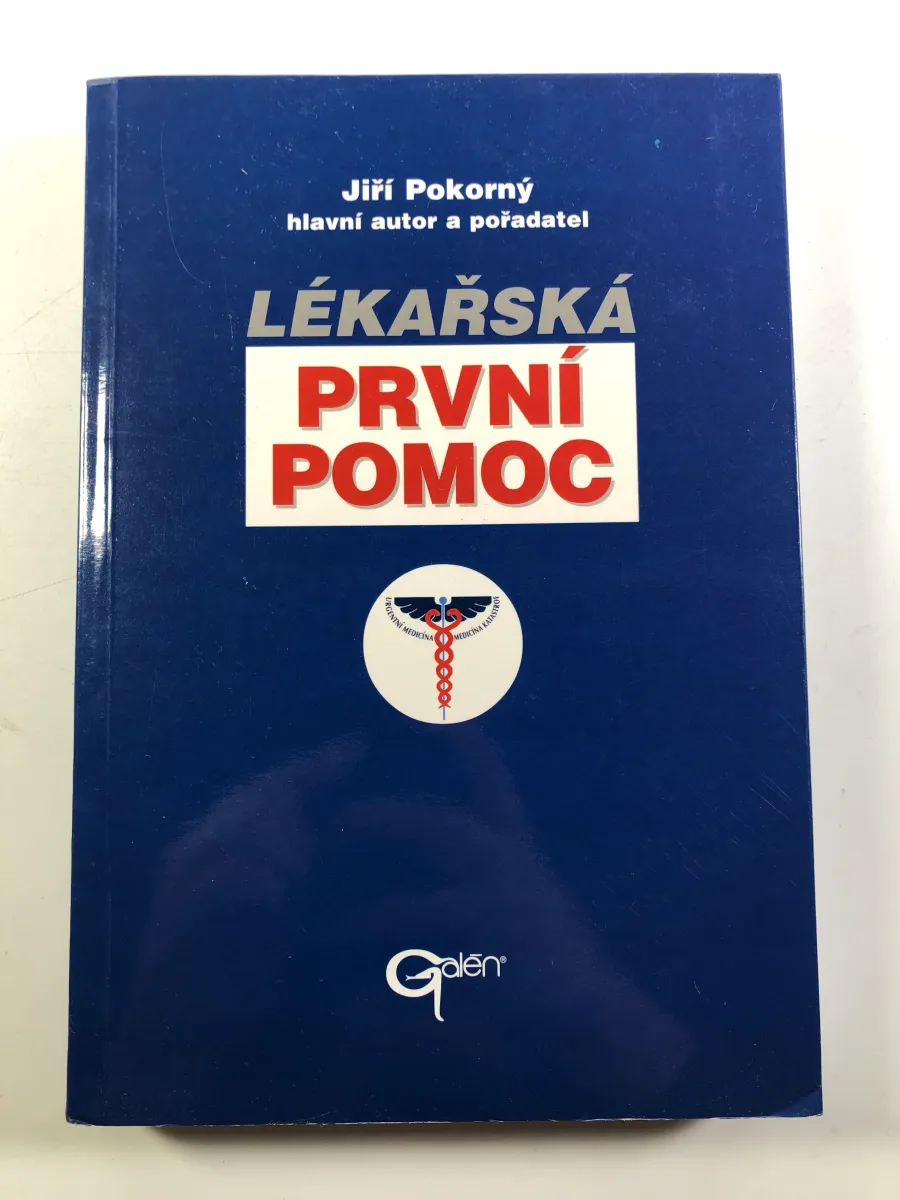 Jiří Pokorný
hlavní autor a pořadatel
LÉKAŘSKÁ
PRVNÍ
POMOC
URGENTNÍ MEDICÍNA
MEDICÍNA KATASTROF
Galén®